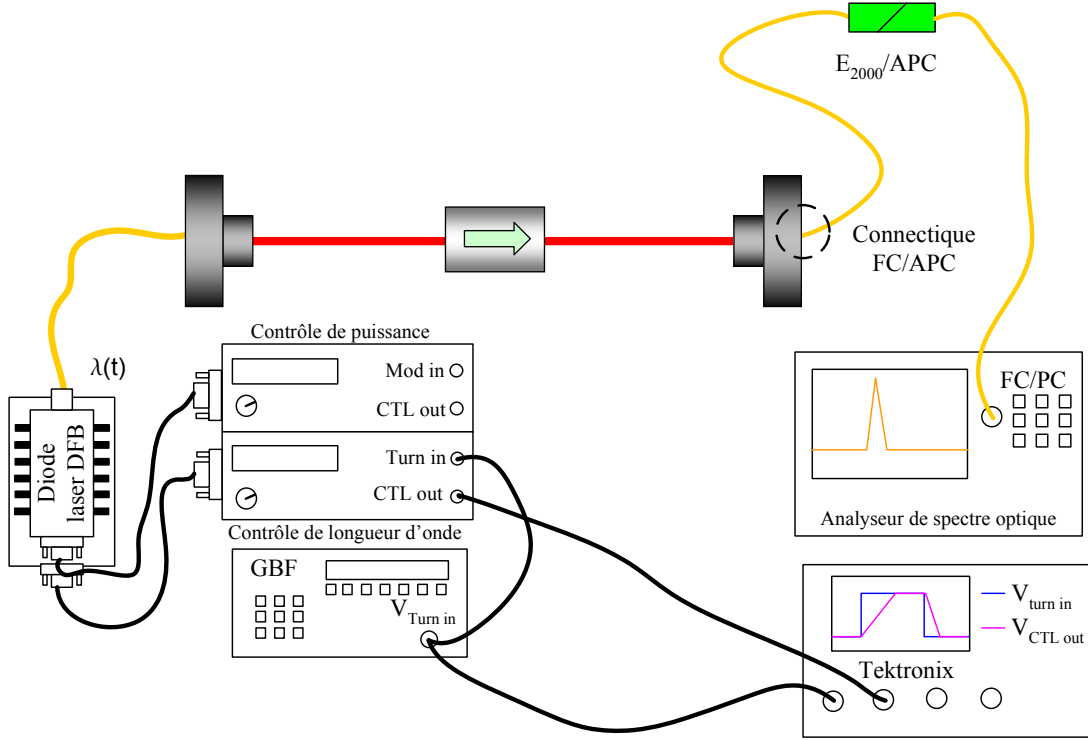 E2000/APC
Connectique
FC/APC
Contrôle de puissance
λ(t)
Mod in
CTL out
FC/PC
Diode
laser DFB
Turn in
CTL out
Analyseur de spectre optique
Contrôle de longueur d'onde
GBF
VTurn in
Vturn in
VCTL out
Tektronix